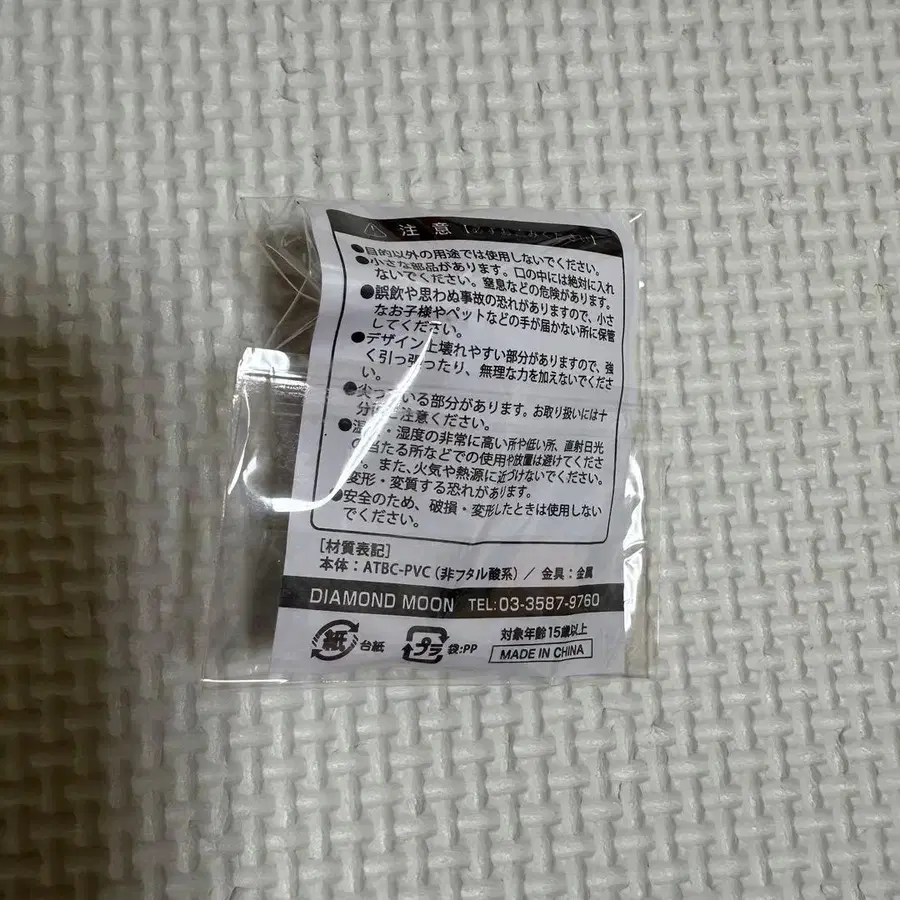 注意 【必ずお読みください】
●目的以外の用途では使用しないでください。
●小さな部品があります。口の中には絶対に入れ
ないでください。窒息などの危険があります。
●誤飲や思わぬ事故の恐れがありますので、小さ
なお子様やペットなどの手が届かない所に保管
してください。
●デザイン上壊れやすい部分がありますので、強
く引っ張ったり、無理な力を加えないでくださ
い。
●尖っている部分があります。お取り扱いには十
分ご注意ください。
●温・湿度の非常に高い所や低い所、直射日光
の当たる所などでの使用や放置は避けてくださ
。また、火気や熱源に近づけないでください。
変形・変質する恐れがあります。
●安全のため、破損・変形したときは使用しない
でください。
[材質表記]
本体：ATBC-PVC（非フタル酸系）／ 金具：金属
DIAMOND MOON TEL:03-3587-9760
紙 台紙 プラ 袋:PP 対象年齢15歳以上
MADE IN CHINA